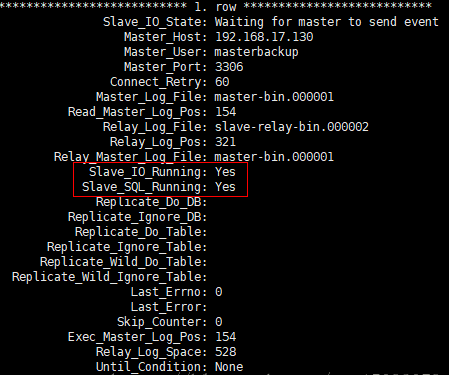 *************************** 1. row ***************************
Slave_IO_State: Waiting for master to send event
Master_Host: 192.168.17.130
Master_User: masterbackup
Master_Port: 3306
Connect_Retry: 60
Master_Log_File: master-bin.000001
Read_Master_Log_Pos: 154
Relay_Log_File: slave-relay-bin.000002
Relay_Log_Pos: 321
Relay_Master_Log_File: master-bin.000001
Slave_IO_Running: Yes
Slave_SQL_Running: Yes
Replicate_Do_DB:
Replicate_Ignore_DB:
Replicate_Do_Table:
Replicate_Ignore_Table:
Replicate_Wild_Do_Table:
Replicate_Wild_Ignore_Table:
Last_Errno: 0
Last_Error:
Skip_Counter: 0
Exec_Master_Log_Pos: 154
Relay_Log_Space: 528
Until_Condition: None